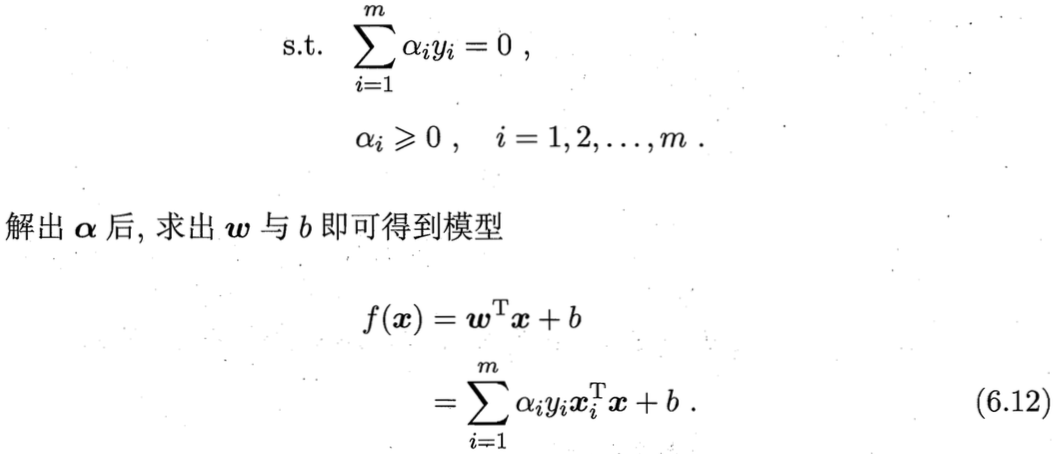 s.t. $\sum_{i=1}^{m} \alpha_i y_i = 0$ ,
$\alpha_i \geqslant 0$ , $i = 1, 2, \ldots, m$ .
解出 $\boldsymbol{\alpha}$ 后, 求出 $\boldsymbol{w}$ 与 $b$ 即可得到模型
$f(\boldsymbol{x}) = \boldsymbol{w}^{\mathrm{T}} \boldsymbol{x} + b$
$= \sum_{i=1}^{m} \alpha_i y_i \boldsymbol{x}_i^{\mathrm{T}} \boldsymbol{x} + b$ . (6.12)